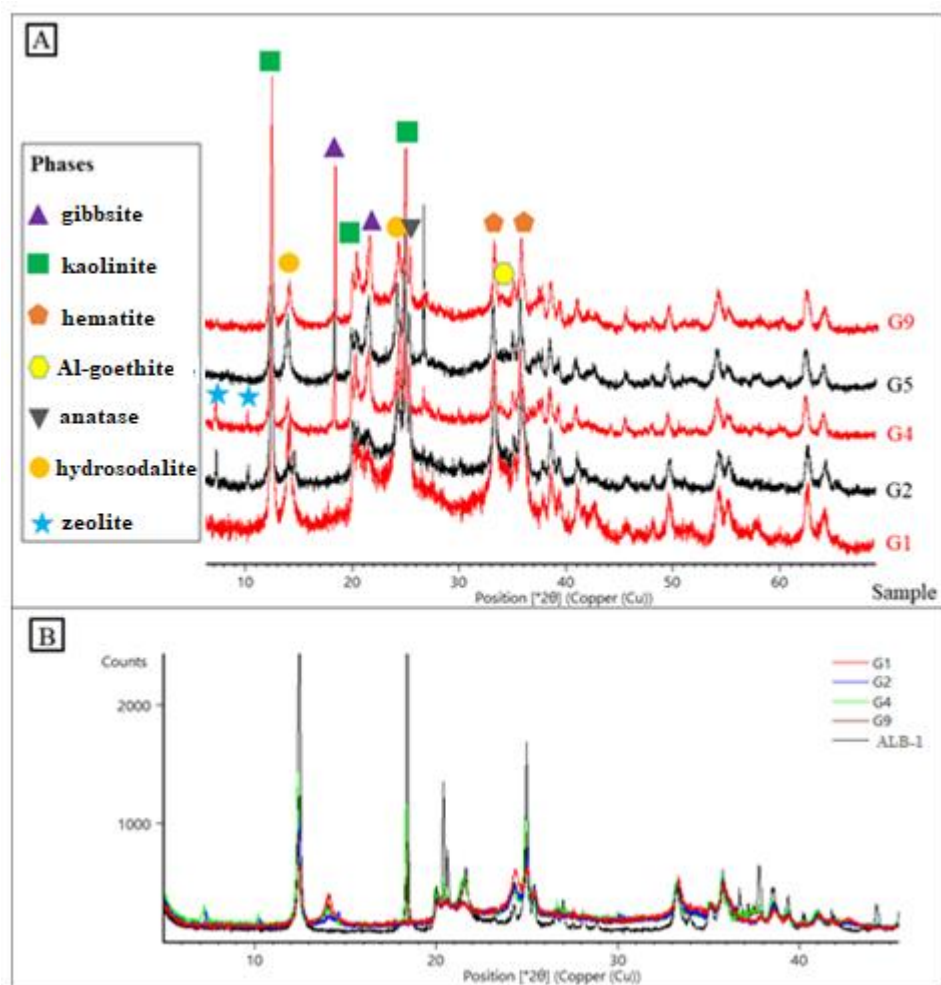 A
Phases
gibbsite
kaolinite
hematite
Al-goethite
anatase
hydrosodalite
zeolite
G9
G5
G4
G2
G1
10 20 30 40 50 60
Position [°2θ] (Copper (Cu))
Sample
B
Counts
2000
1000
G1
G2
G4
G9
ALB-1
10 20 30 40
Position [°2θ] (Copper (Cu))